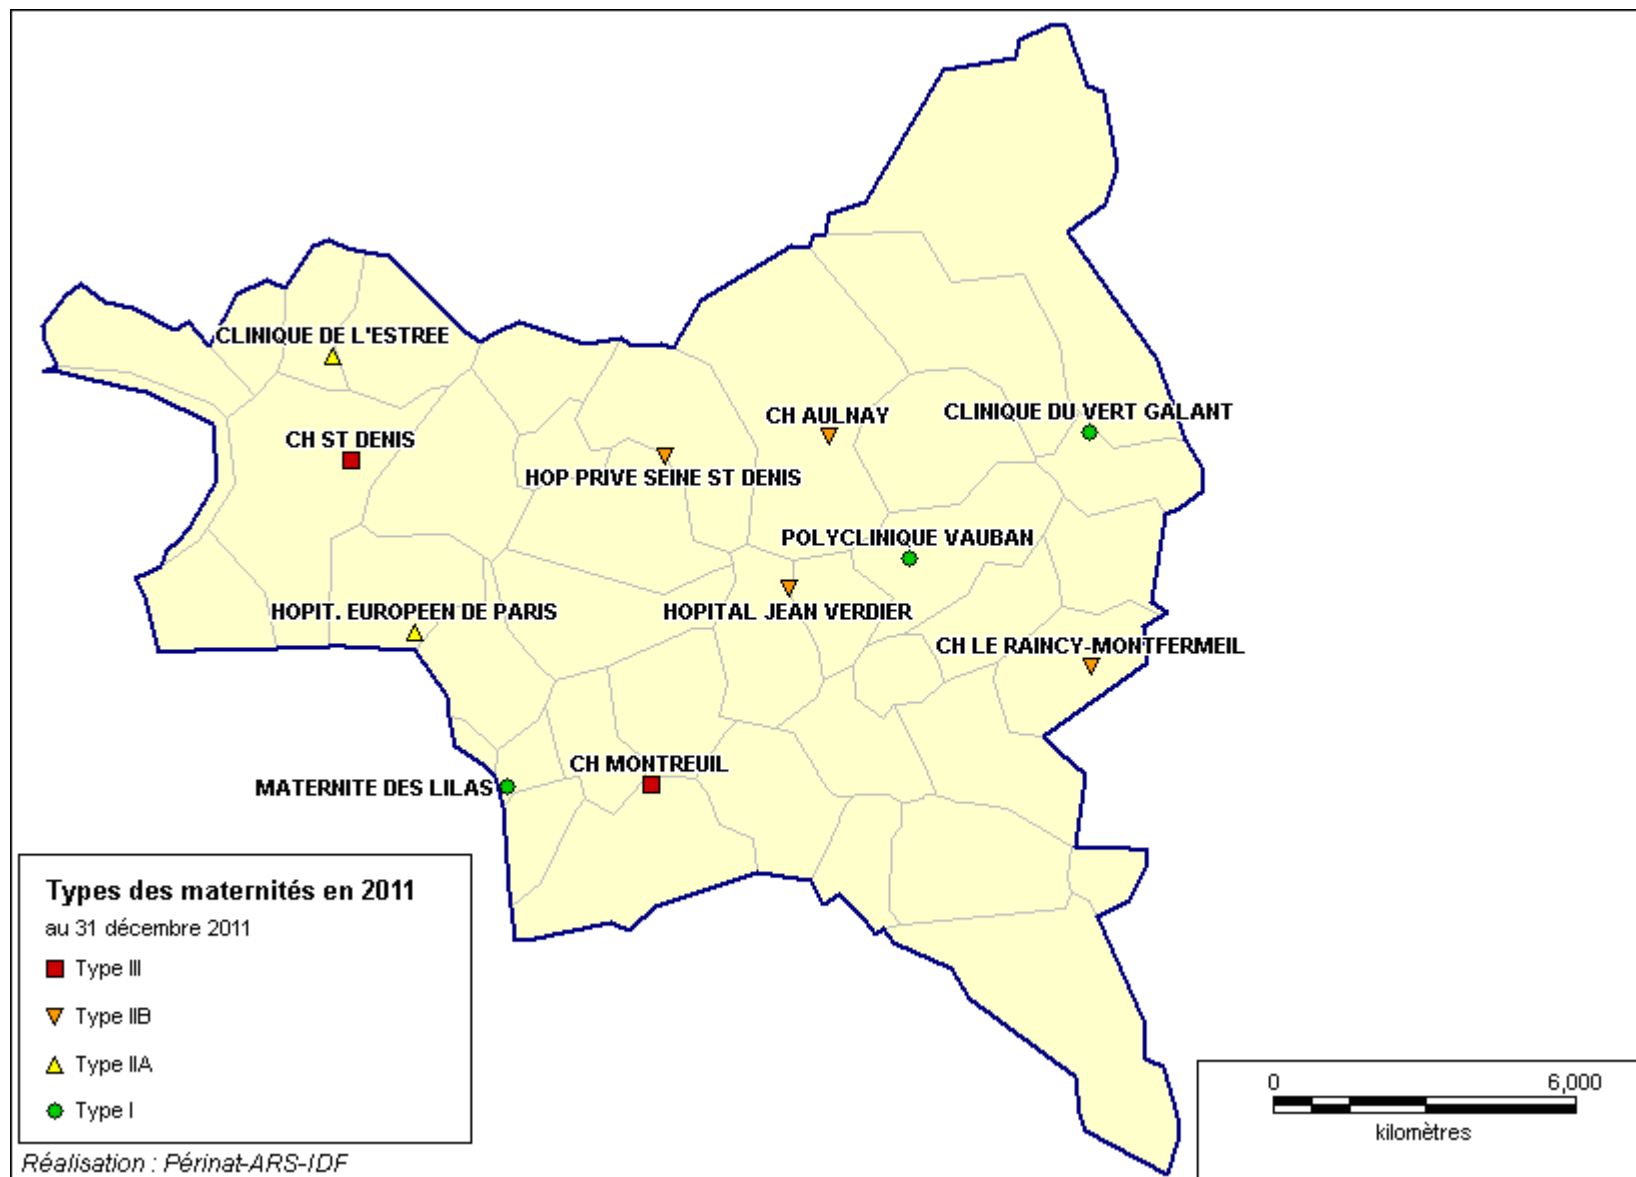 CLINIQUE DE L'ESTREE
CH AULNAY
CLINIQUE DU VERT GALANT
CH ST DENIS
HOP PRIVE SEINE ST DENIS
POLYCLINIQUE VAUBAN
HOPIT. EUROPEEN DE PARIS
HOPITAL JEAN VERDIER
CH LE RAINCY-MONTFERMEIL
CH MONTREUIL
MATERNITE DES LILAS
Types des maternités en 2011
au 31 décembre 2011
Type III
Type IIB
Type IIA
Type I
Réalisation : Périnat-ARS-IDF
0 6,000
kilomètres